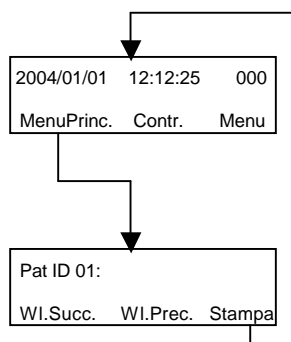 2004/01/01 12:12:25 000
MenuPrinc. Contr. Menu
Pat ID 01:
WI.Succ. WI.Prec. Stampa